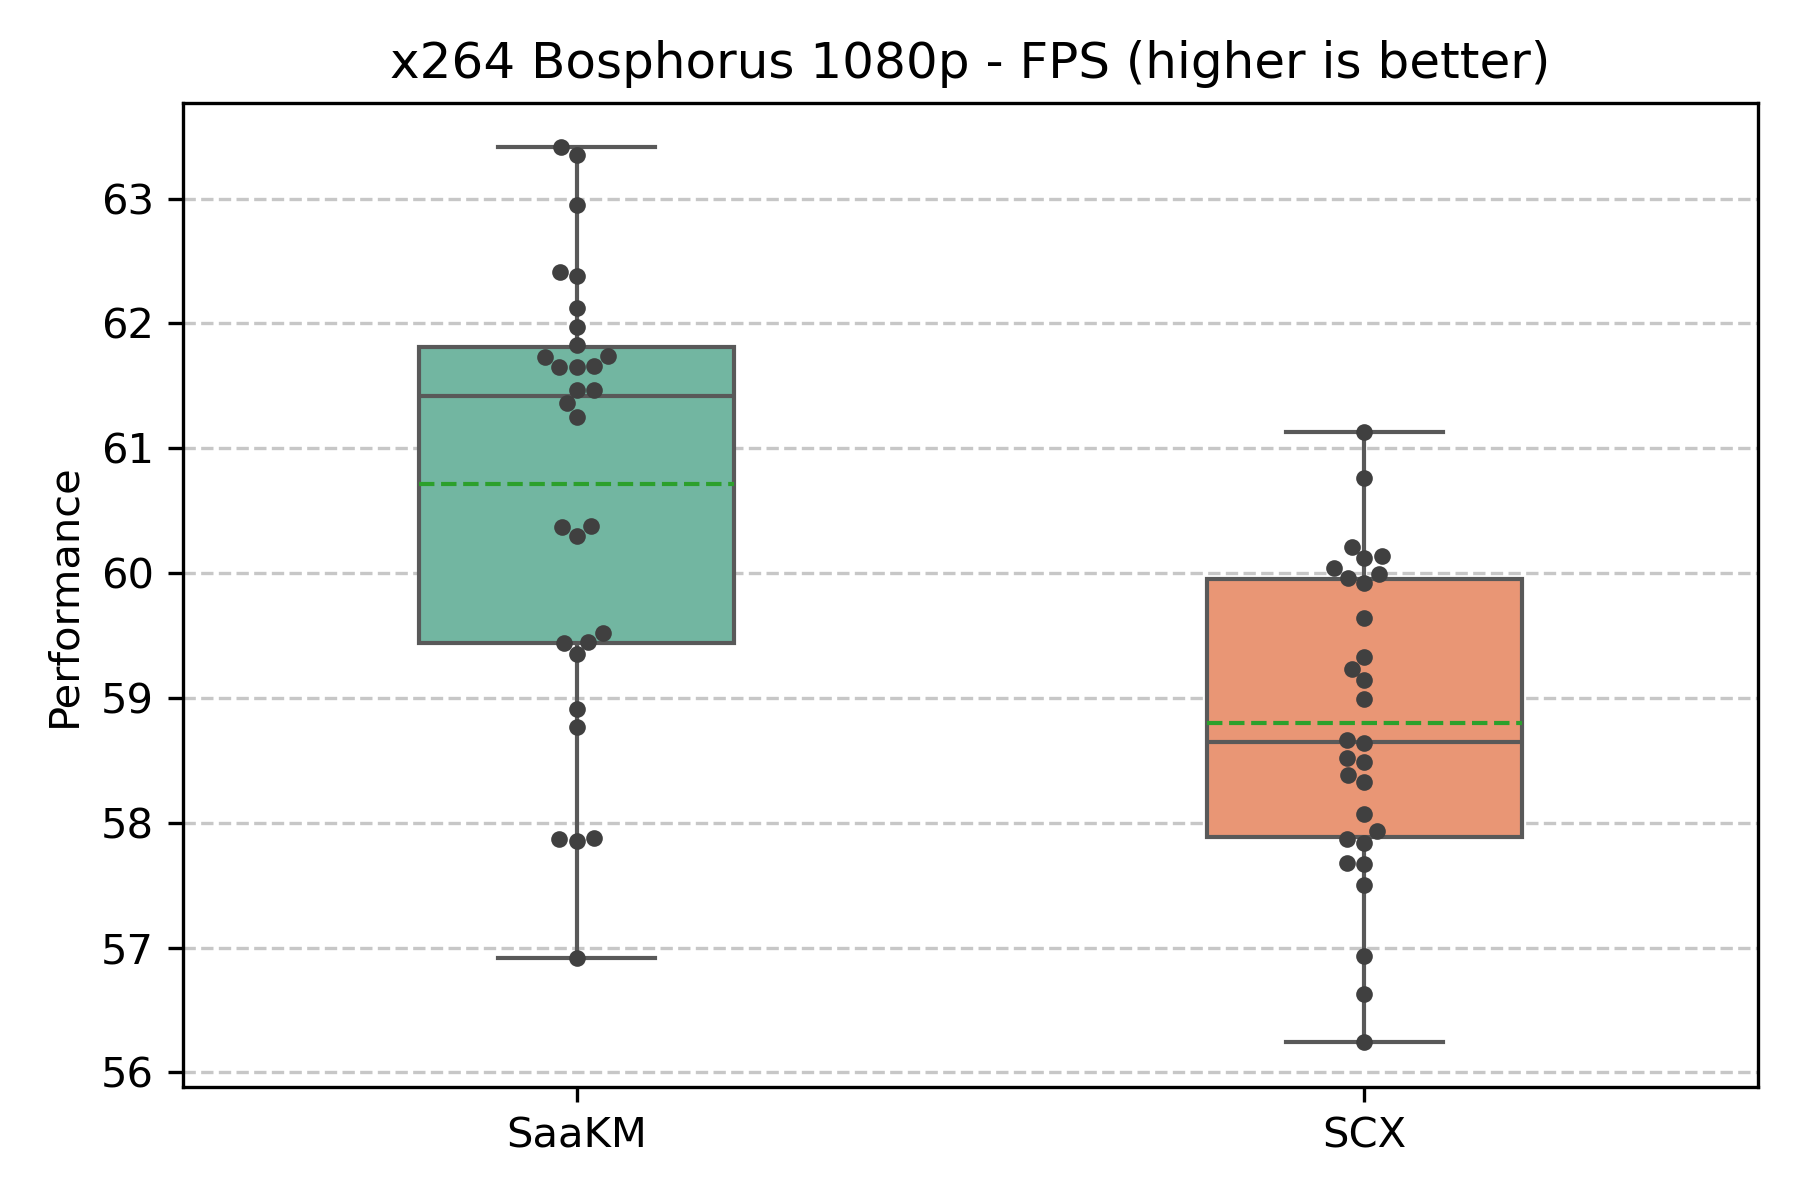 x264 Bosphorus 1080p - FPS (higher is better)
Performance
63
62
61
60
59
58
57
56
SaaKM
SCX